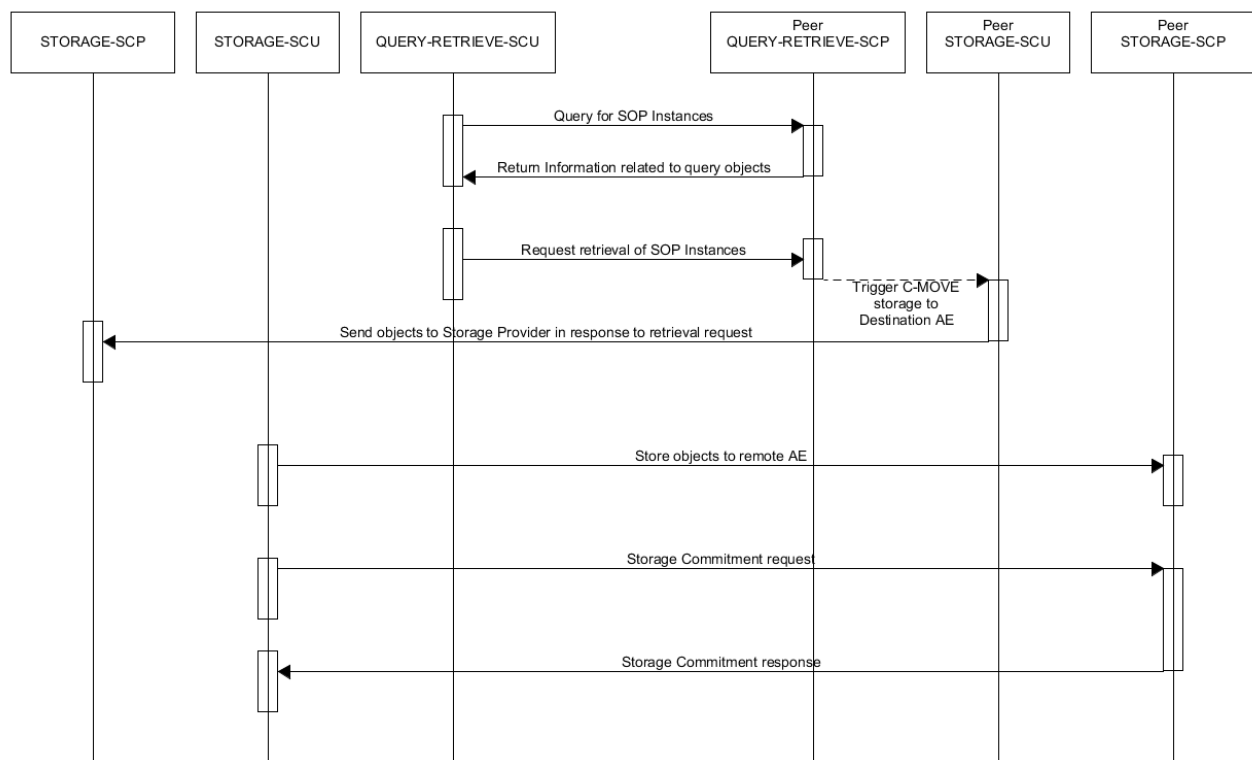 STORAGE-SCP
STORAGE-SCU
QUERY-RETRIEVE-SCU
Peer
QUERY-RETRIEVE-SCP
Peer
STORAGE-SCU
Peer
STORAGE-SCP
Query for SOP Instances
Return Information related to query objects
Request retrieval of SOP Instances
Trigger C-MOVE
storage to
Destination AE
Send objects to Storage Provider in response to retrieval request
Store objects to remote AE
Storage Commitment request
Storage Commitment response